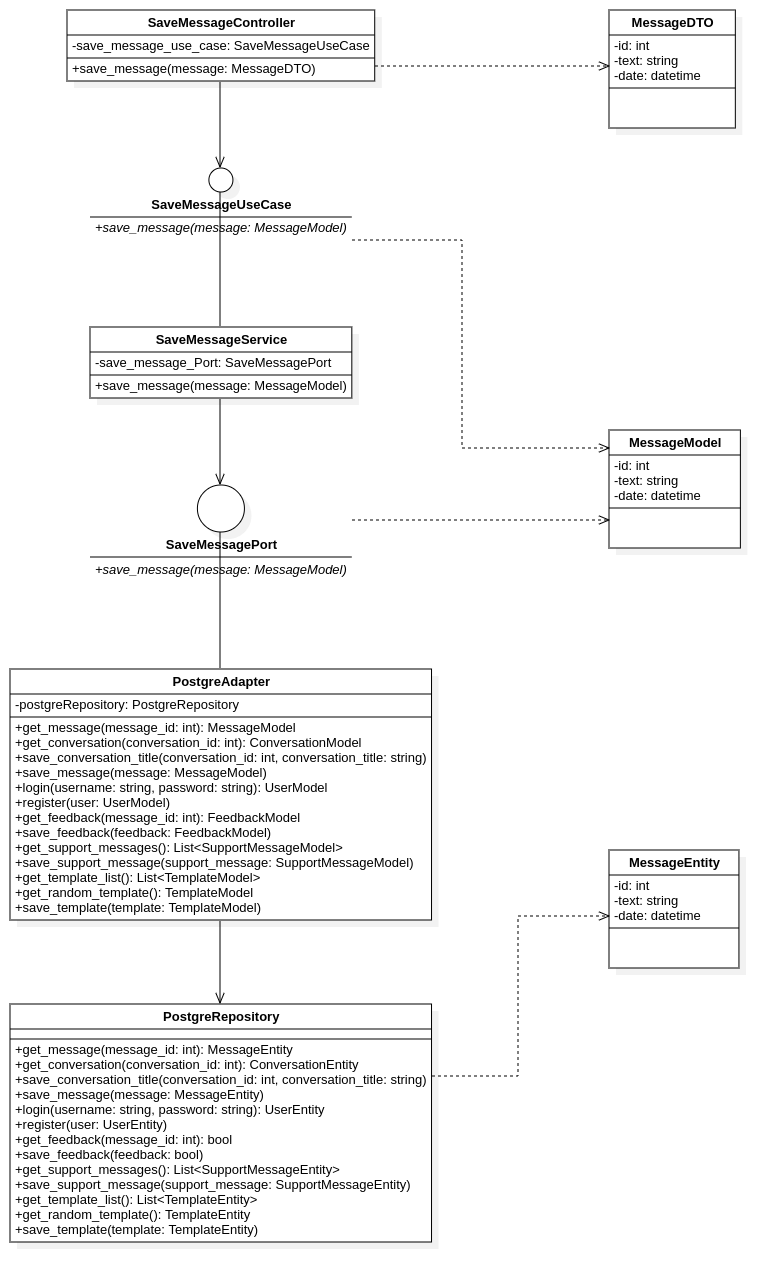 SaveMessageController
-save_message_use_case: SaveMessageUseCase
+save_message(message: MessageDTO)
MessageDTO
-id: int
-text: string
-date: datetime
SaveMessageUseCase
+save_message(message: MessageModel)
SaveMessageService
-save_message_Port: SaveMessagePort
+save_message(message: MessageModel)
MessageModel
-id: int
-text: string
-date: datetime
SaveMessagePort
+save_message(message: MessageModel)
PostgreAdapter
-postgreRepository: PostgreRepository
+get_message(message_id: int): MessageModel
+get_conversation(conversation_id: int): ConversationModel
+save_conversation_title(conversation_id: int, conversation_title: string)
+save_message(message: MessageModel)
+login(username: string, password: string): UserModel
+register(user: UserModel)
+get_feedback(message_id: int): FeedbackModel
+save_feedback(feedback: FeedbackModel)
+get_support_messages(): List<SupportMessageModel>
+save_support_message(support_message: SupportMessageModel)
+get_template_list(): List<TemplateModel>
+get_random_template(): TemplateModel
+save_template(template: TemplateModel)
MessageEntity
-id: int
-text: string
-date: datetime
PostgreRepository
+get_message(message_id: int): MessageEntity
+get_conversation(conversation_id: int): ConversationEntity
+save_conversation_title(conversation_id: int, conversation_title: string)
+save_message(message: MessageEntity)
+login(username: string, password: string): UserEntity
+register(user: UserEntity)
+get_feedback(message_id: int): bool
+save_feedback(feedback: bool)
+get_support_messages(): List<SupportMessageEntity>
+save_support_message(support_message: SupportMessageEntity)
+get_template_list(): List<TemplateEntity>
+get_random_template(): TemplateEntity
+save_template(template: TemplateEntity)